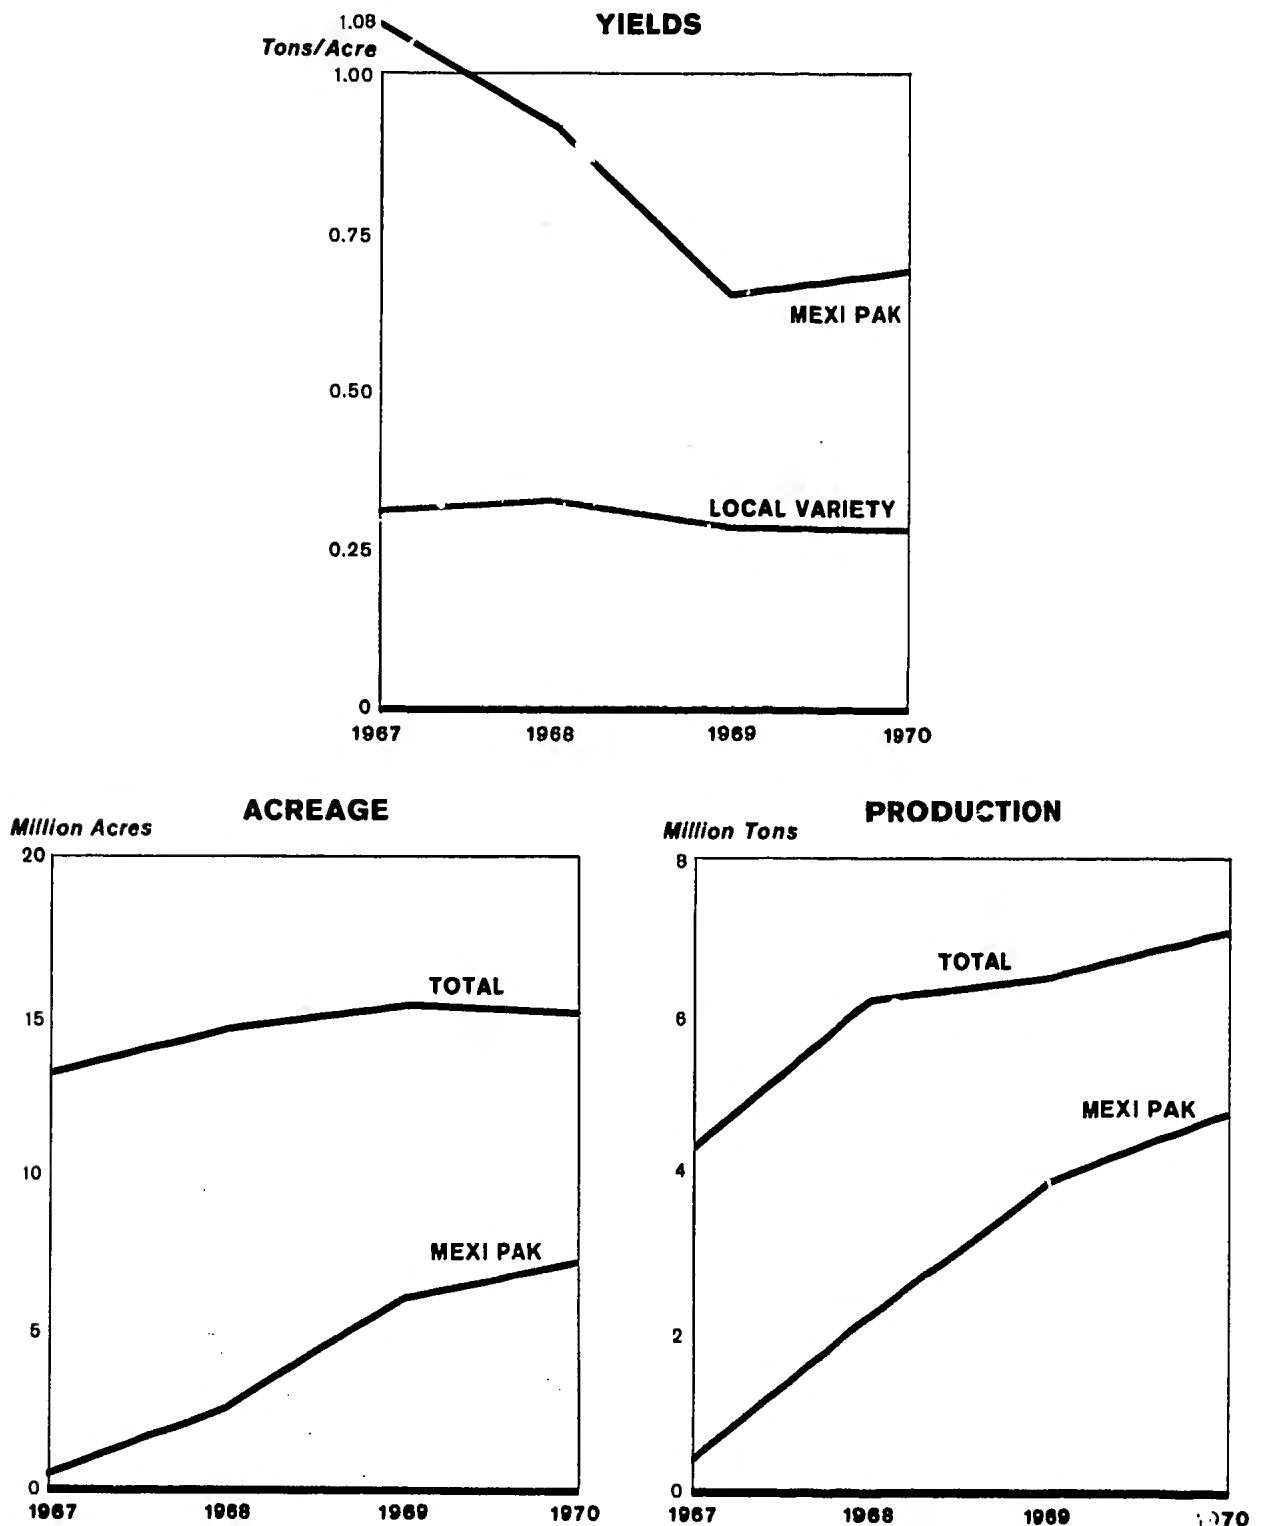 YIELDS
1.08
Tons/Acre
1.00
0.75
MEXI PAK
0.50
LOCAL VARIETY
0.25
0
1967 1968 1969 1970
ACREAGE
Million Acres
20
TOTAL
15
10
MEXI PAK
5
0
1967 1968 1969 1970
PRODUCTION
Million Tons
8
TOTAL
6
MEXI PAK
4
2
0
1967 1968 1969